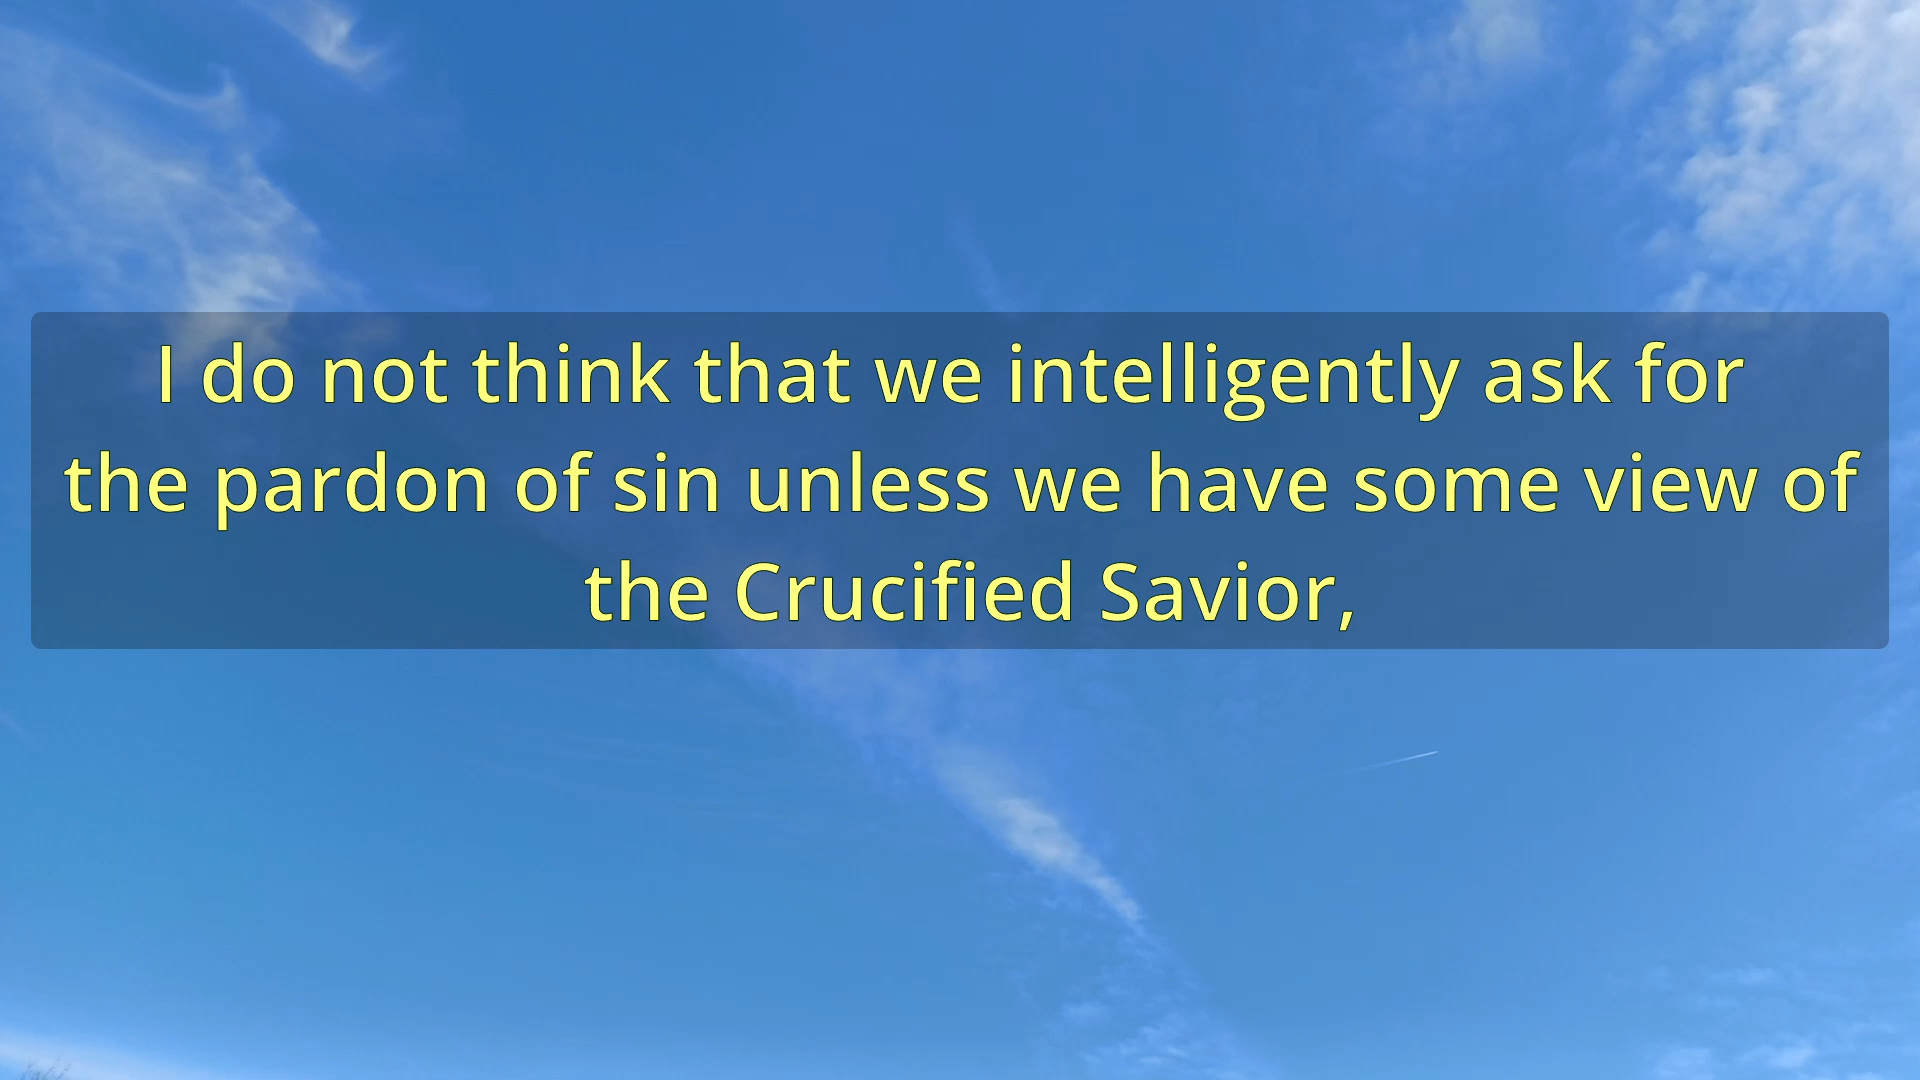 I do not think that we intelligently ask for
the pardon of sin unless we have some view of
the Crucified Savior,